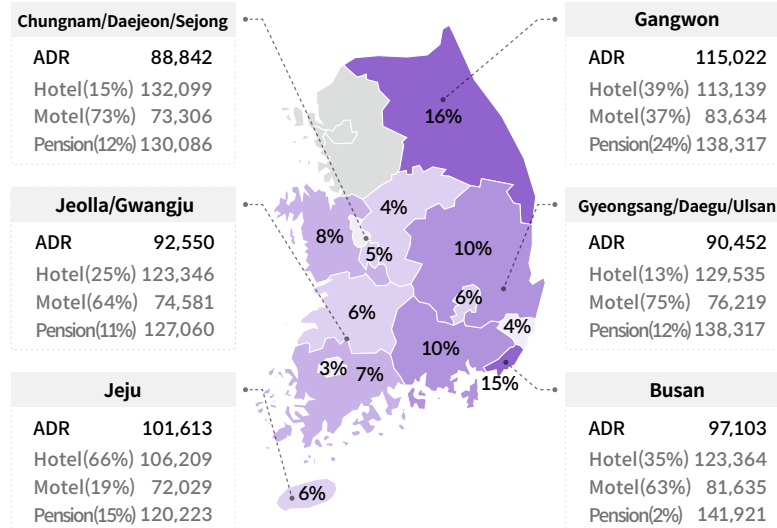 Chungnam/Daejeon/Sejong
ADR 88,842
Hotel(15%) 132,099
Motel(73%) 73,306
Pension(12%) 130,086
Jeolla/Gwangju
ADR 92,550
Hotel(25%) 123,346
Motel(64%) 74,581
Pension(11%) 127,060
Jeju
ADR 101,613
Hotel(66%) 106,209
Motel(19%) 72,029
Pension(15%) 120,223
16%
4%
8%
5%
10%
6%
6%
4%
10%
3%
7%
15%
6%
Gangwon
ADR 115,022
Hotel(39%) 113,139
Motel(37%) 83,634
Pension(24%) 138,317
Gyeongsang/Daegu/Ulsan
ADR 90,452
Hotel(13%) 129,535
Motel(75%) 76,219
Pension(12%) 138,317
Busan
ADR 97,103
Hotel(35%) 123,364
Motel(63%) 81,635
Pension(2%) 141,921